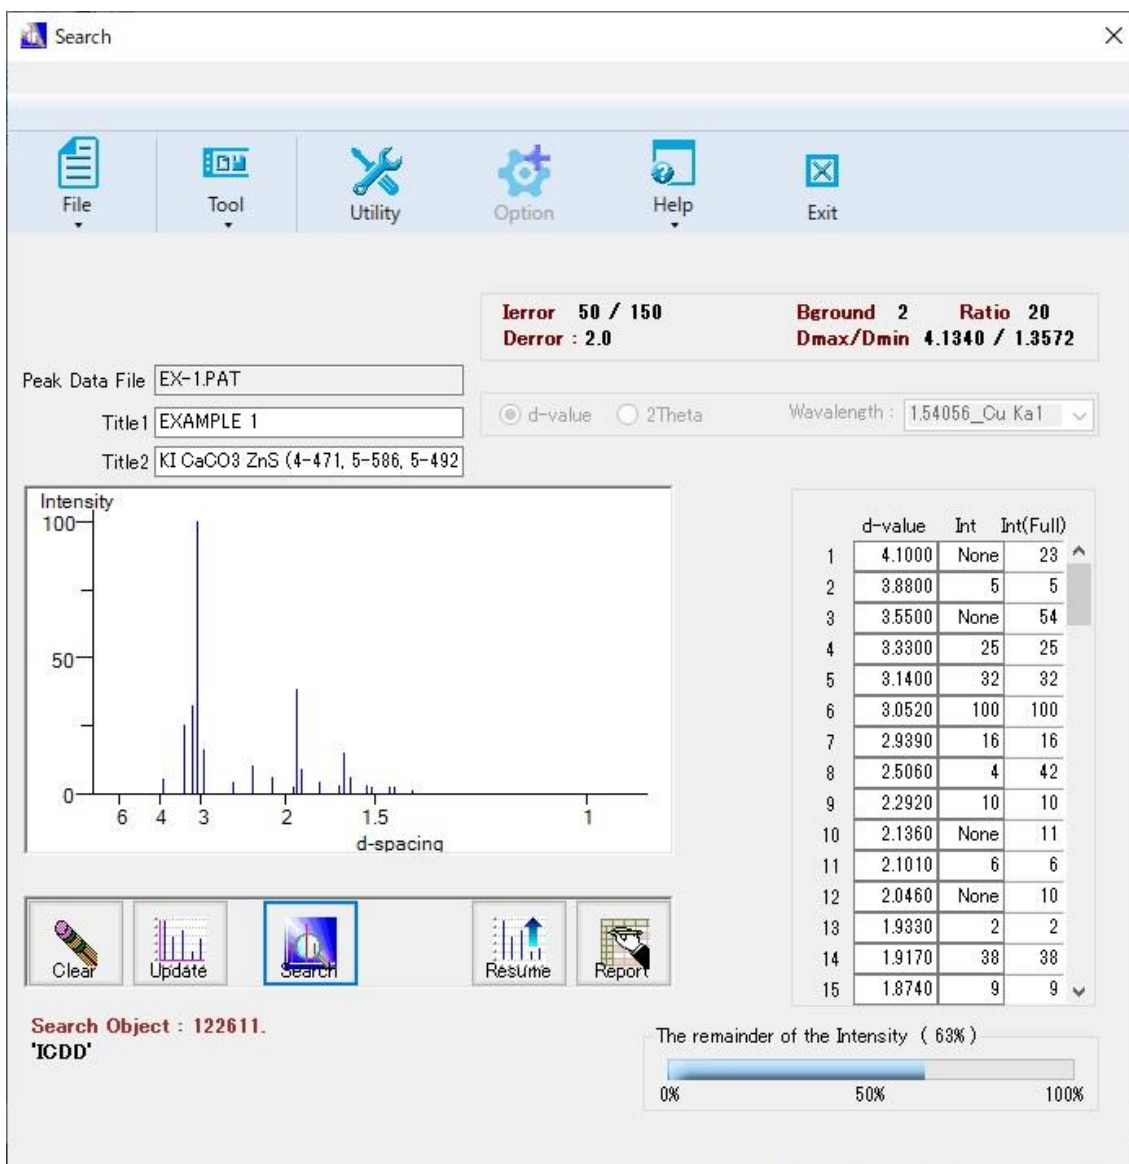 Search
File
Tool
Utility
Option
Help
Exit
Ierror 50 / 150 Bground 2 Ratio 20
Derror : 2.0 Dmax/Dmin 4.1340 / 1.3572
Peak Data File EX-1.PAT
Title1 EXAMPLE 1
Title2 KI CaCO3 ZnS (4-471, 5-586, 5-492
d-value 2Theta Wavalength : 1.54056_Cu Ka1
Intensity
100
50
0
6 4 3 2 1.5 1
d-spacing
d-value Int Int(Full)
1 4.1000 None 23
2 3.8800 5 5
3 3.5500 None 54
4 3.3300 25 25
5 3.1400 32 32
6 3.0520 100 100
7 2.9390 16 16
8 2.5060 4 42
9 2.2920 10 10
10 2.1360 None 11
11 2.1010 6 6
12 2.0460 None 10
13 1.9330 2 2
14 1.9170 38 38
15 1.8740 9 9
Clear Update Search Resume Report
Search Object : 122611.
'ICDD'
The remainder of the Intensity ( 63% )
0% 50% 100%